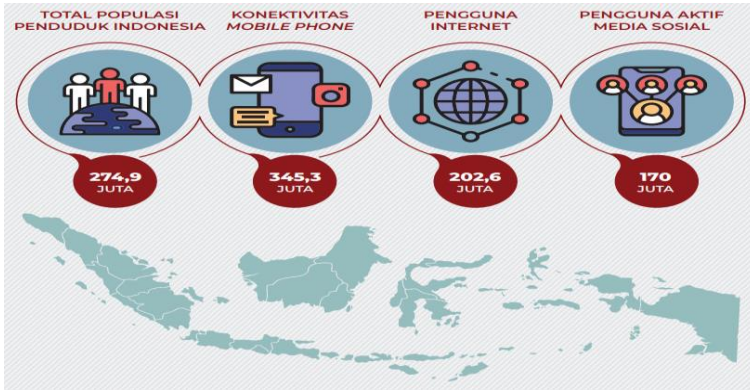 TOTAL POPULASI
PENDUDUK INDONESIA
KONEKTIVITAS
MOBILE PHONE
PENGGUNA
INTERNET
PENGGUNA AKTIF
MEDIA SOSIAL
274,9
JUTA
345,3
JUTA
202,6
JUTA
170
JUTA